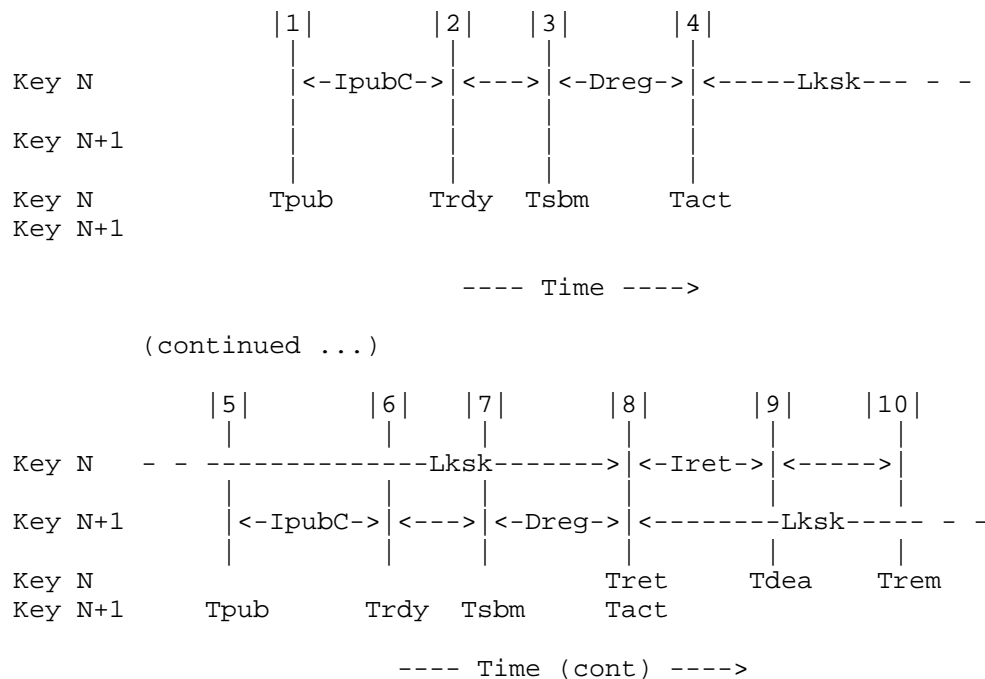 |1| |2| |3| |4|
| | | |
Key N |<-IpubC->|<--->|<-Dreg->|<-----Lksk--- - -
| | | |
Key N+1 | | | |
| | | |
| | | |
Key N Tpub Trdy Tsbm Tact
Key N+1
---- Time ---->
(continued ...)
|5| |6| |7| |8| |9| |10|
| | | | | |
Key N - - --------------Lksk------->|<-Iret->|<----->|
| | | | | |
Key N+1 |<-IpubC->|<--->|<-Dreg->|<--------Lksk----- - -
| | | | | |
Key N Tret Tdea Trem
Key N+1 Tpub Trdy Tsbm Tact
---- Time (cont) ---->